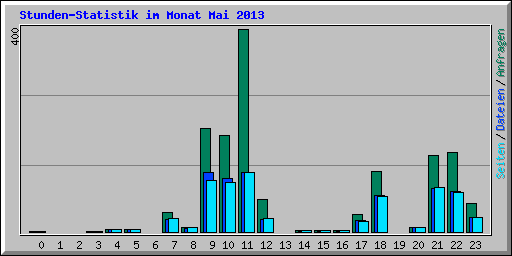 Stunden-Statistik im Monat Mai 2013
400
Seiten/Dateien/Anfragen
0 1 2 3 4 5 6 7 8 9 10 11 12 13 14 15 16 17 18 19 20 21 22 23